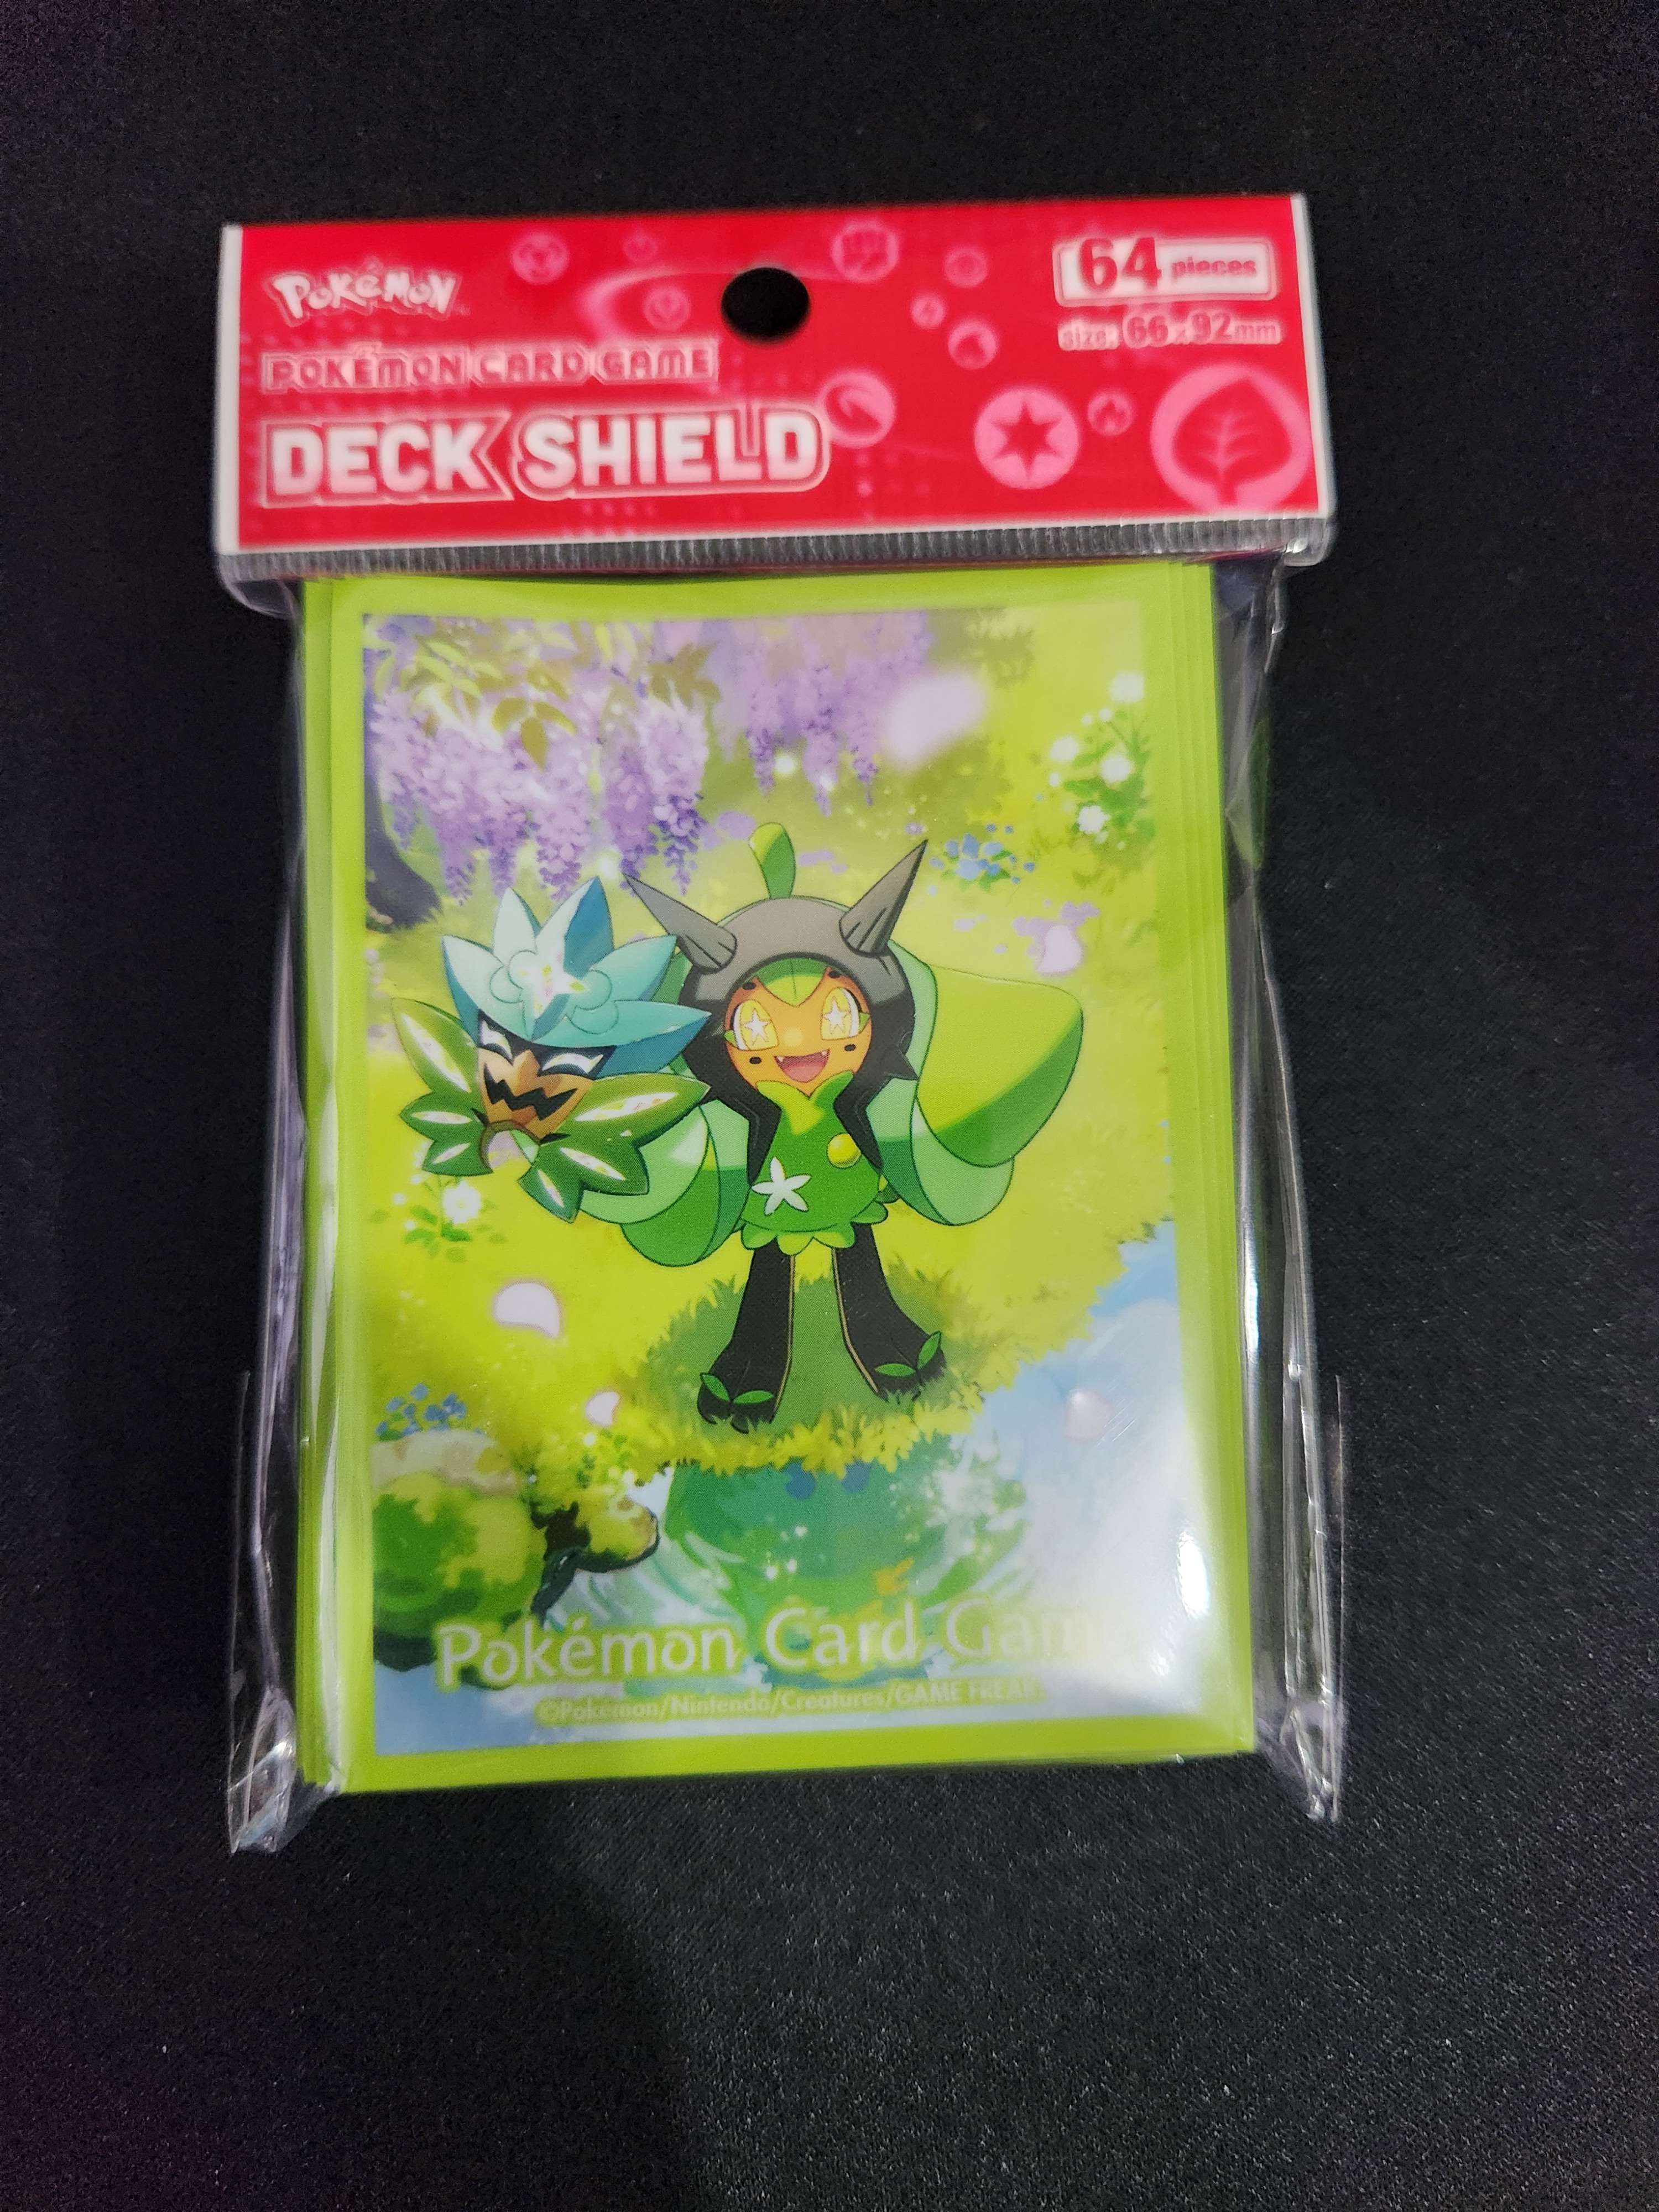 Pokémon
64 pieces
size: 66×92mm
POKÉMON CARD GAME
DECK SHIELD
Pokémon Card Game
©Pokémon/Nintendo/Creatures/GAME FREAK